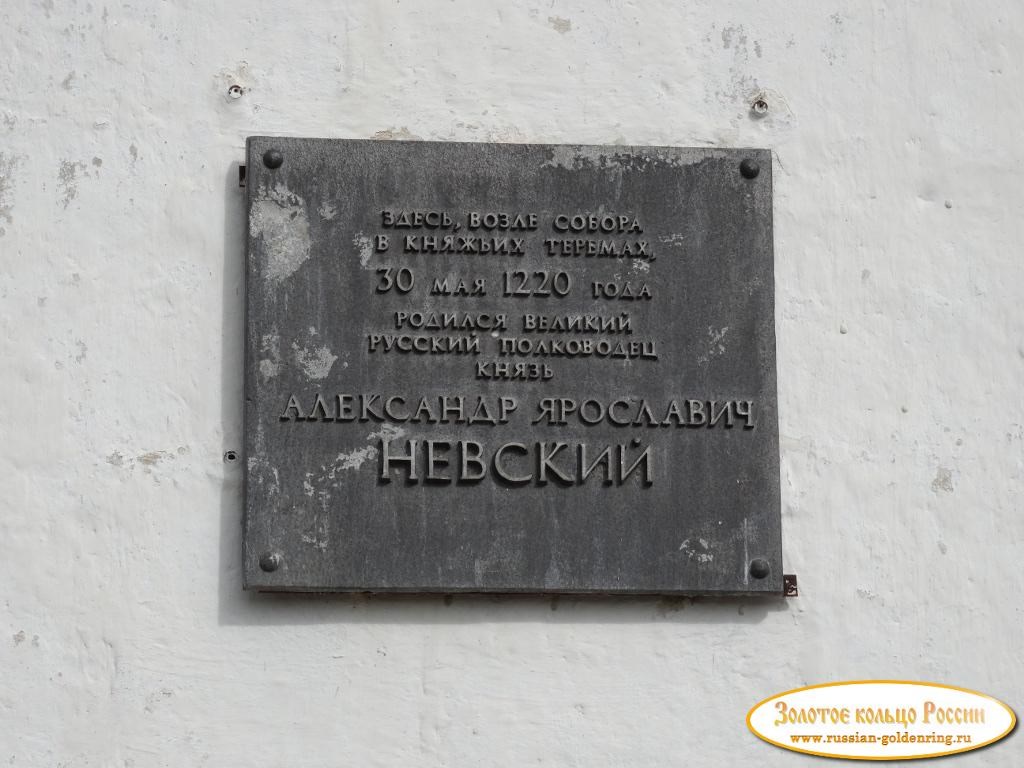 ЗДЕСЬ, ВОЗЛЕ СОБОРА
В КНЯЖЬИХ ТЕРЕМАХ,
30 МАЯ 1220 ГОДА
РОДИЛСЯ ВЕЛИКИЙ
РУССКИЙ ПОЛКОВОДЕЦ
КНЯЗЬ
АЛЕКСАНДР ЯРОСЛАВИЧ
НЕВСКИЙ
Золотое кольцо России
www.russian-goldenring.ru